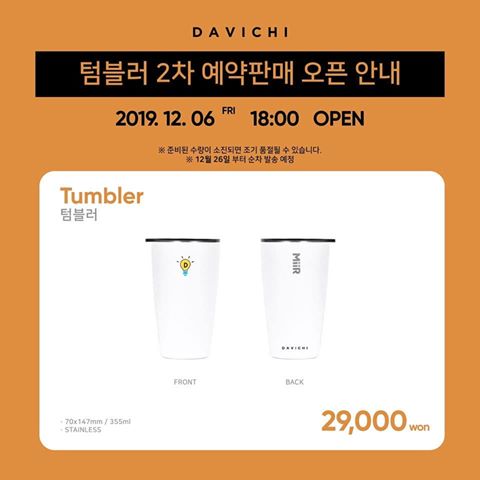 DAVICHI
텀블러 2차 예약판매 오픈 안내
2019. 12. 06 FRI 18:00 OPEN
※ 준비된 수량이 소진되면 조기 품절될 수 있습니다.
※ 12월 26일 부터 순차 발송 예정
Tumbler
텀블러
D
MiiR
DAVICHI
FRONT
BACK
· 70x147mm / 355ml
· STAINLESS
29,000 won